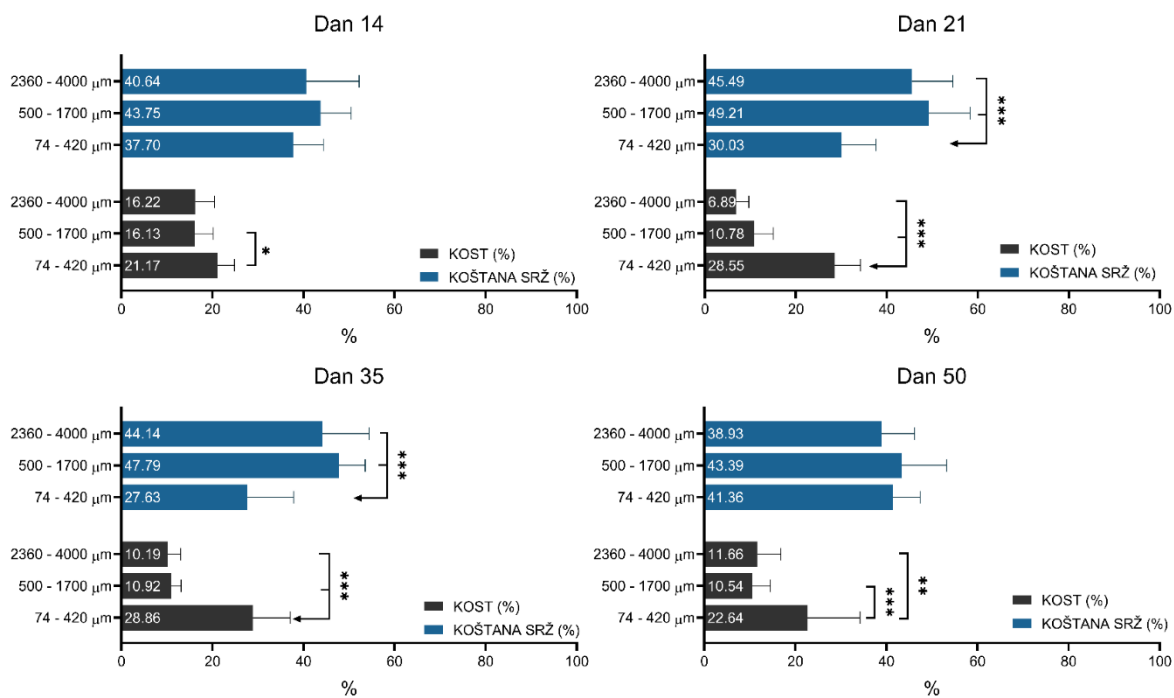 Dan 14
2360 - 4000 μm 40.64
500 - 1700 μm 43.75
74 - 420 μm 37.70
2360 - 4000 μm 16.22
500 - 1700 μm 16.13
*
74 - 420 μm 21.17
KOST (%)
KOŠTANA SRŽ (%)
0 20 40 60 80 100
%
Dan 21
2360 - 4000 μm 45.49
500 - 1700 μm 49.21
***
74 - 420 μm 30.03
2360 - 4000 μm 6.89
500 - 1700 μm 10.78
***
74 - 420 μm 28.55
KOST (%)
KOŠTANA SRŽ (%)
0 20 40 60 80 100
%
Dan 35
2360 - 4000 μm 44.14
500 - 1700 μm 47.79
***
74 - 420 μm 27.63
2360 - 4000 μm 10.19
500 - 1700 μm 10.92
***
74 - 420 μm 28.86
KOST (%)
KOŠTANA SRŽ (%)
0 20 40 60 80 100
%
Dan 50
2360 - 4000 μm 38.93
500 - 1700 μm 43.39
74 - 420 μm 41.36
2360 - 4000 μm 11.66
500 - 1700 μm 10.54
*** **
74 - 420 μm 22.64
KOST (%)
KOŠTANA SRŽ (%)
0 20 40 60 80 100
%